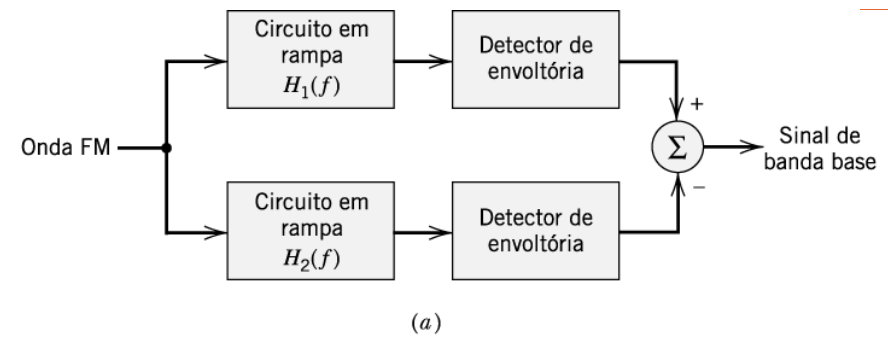 Circuito em
rampa
H₁(f)
Detector de
envoltória
+
Onda FM
Σ
Sinal de
banda base
−
Circuito em
rampa
H₂(f)
Detector de
envoltória
(a)